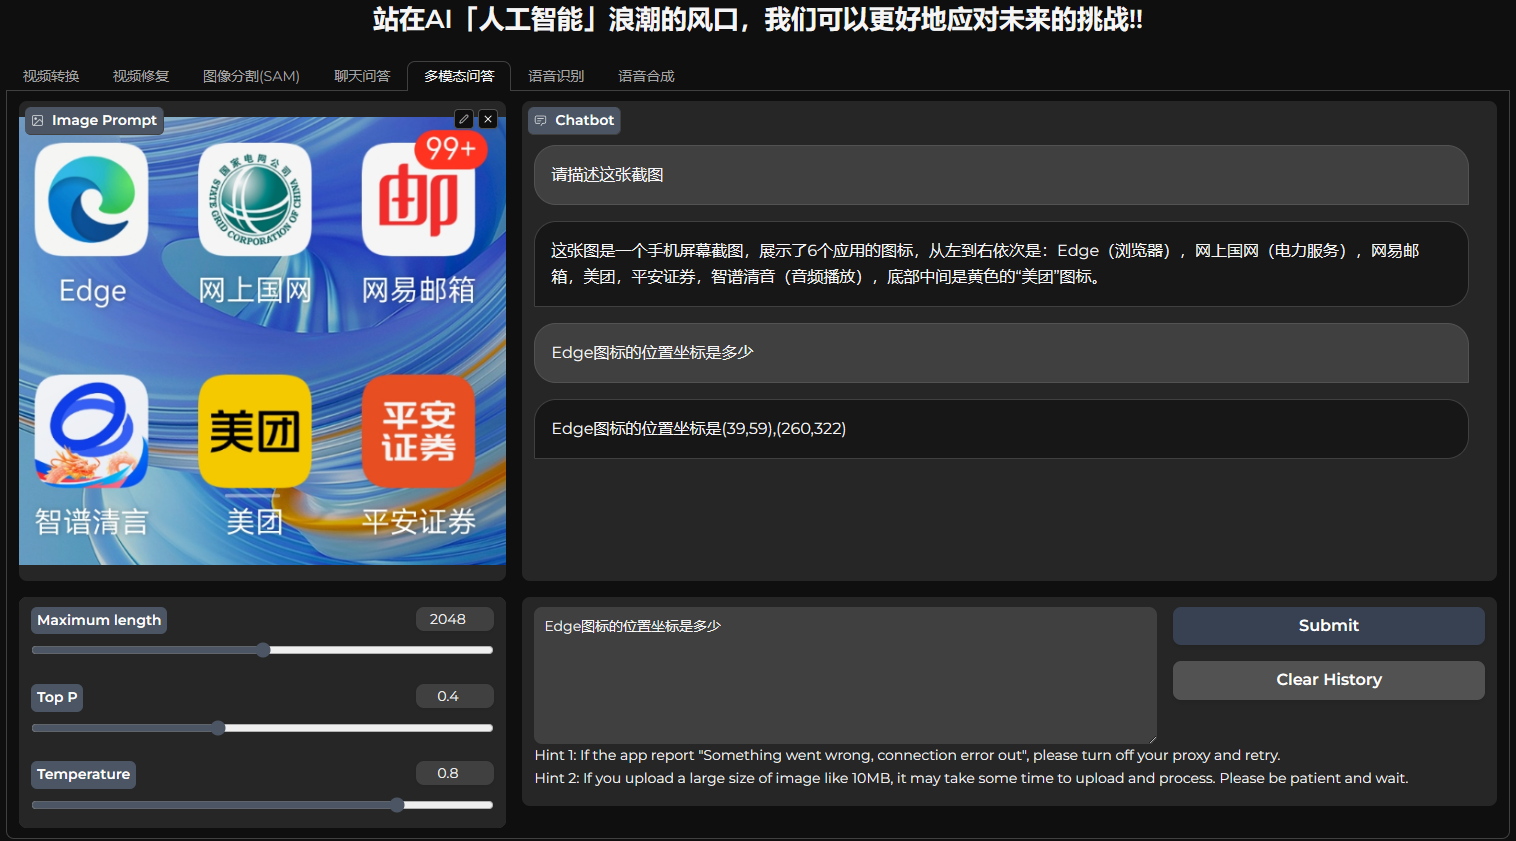 站在AI「人工智能」浪潮的风口，我们可以更好地应对未来的挑战!!
视频转换
视频修复
图像分割(SAM)
聊天问答
多模态问答
语音识别
语音合成
Image Prompt
99+
国家电网公司
STATE GRID CORPORATION OF CHINA
邮
Edge
网上国网
网易邮箱
美团
平安
证券
智谱清言
美团
平安证券
Chatbot
请描述这张截图
这张图是一个手机屏幕截图，展示了6个应用的图标，从左到右依次是：Edge（浏览器），网上国网（电力服务），网易邮
箱，美团，平安证券，智谱清音（音频播放），底部中间是黄色的“美团”图标。
Edge图标的位置坐标是多少
Edge图标的位置坐标是(39,59),(260,322)
Maximum length
2048
Top P
0.4
Temperature
0.8
Edge图标的位置坐标是多少
Submit
Clear History
Hint 1: If the app report "Something went wrong, connection error out", please turn off your proxy and retry.
Hint 2: If you upload a large size of image like 10MB, it may take some time to upload and process. Please be patient and wait.